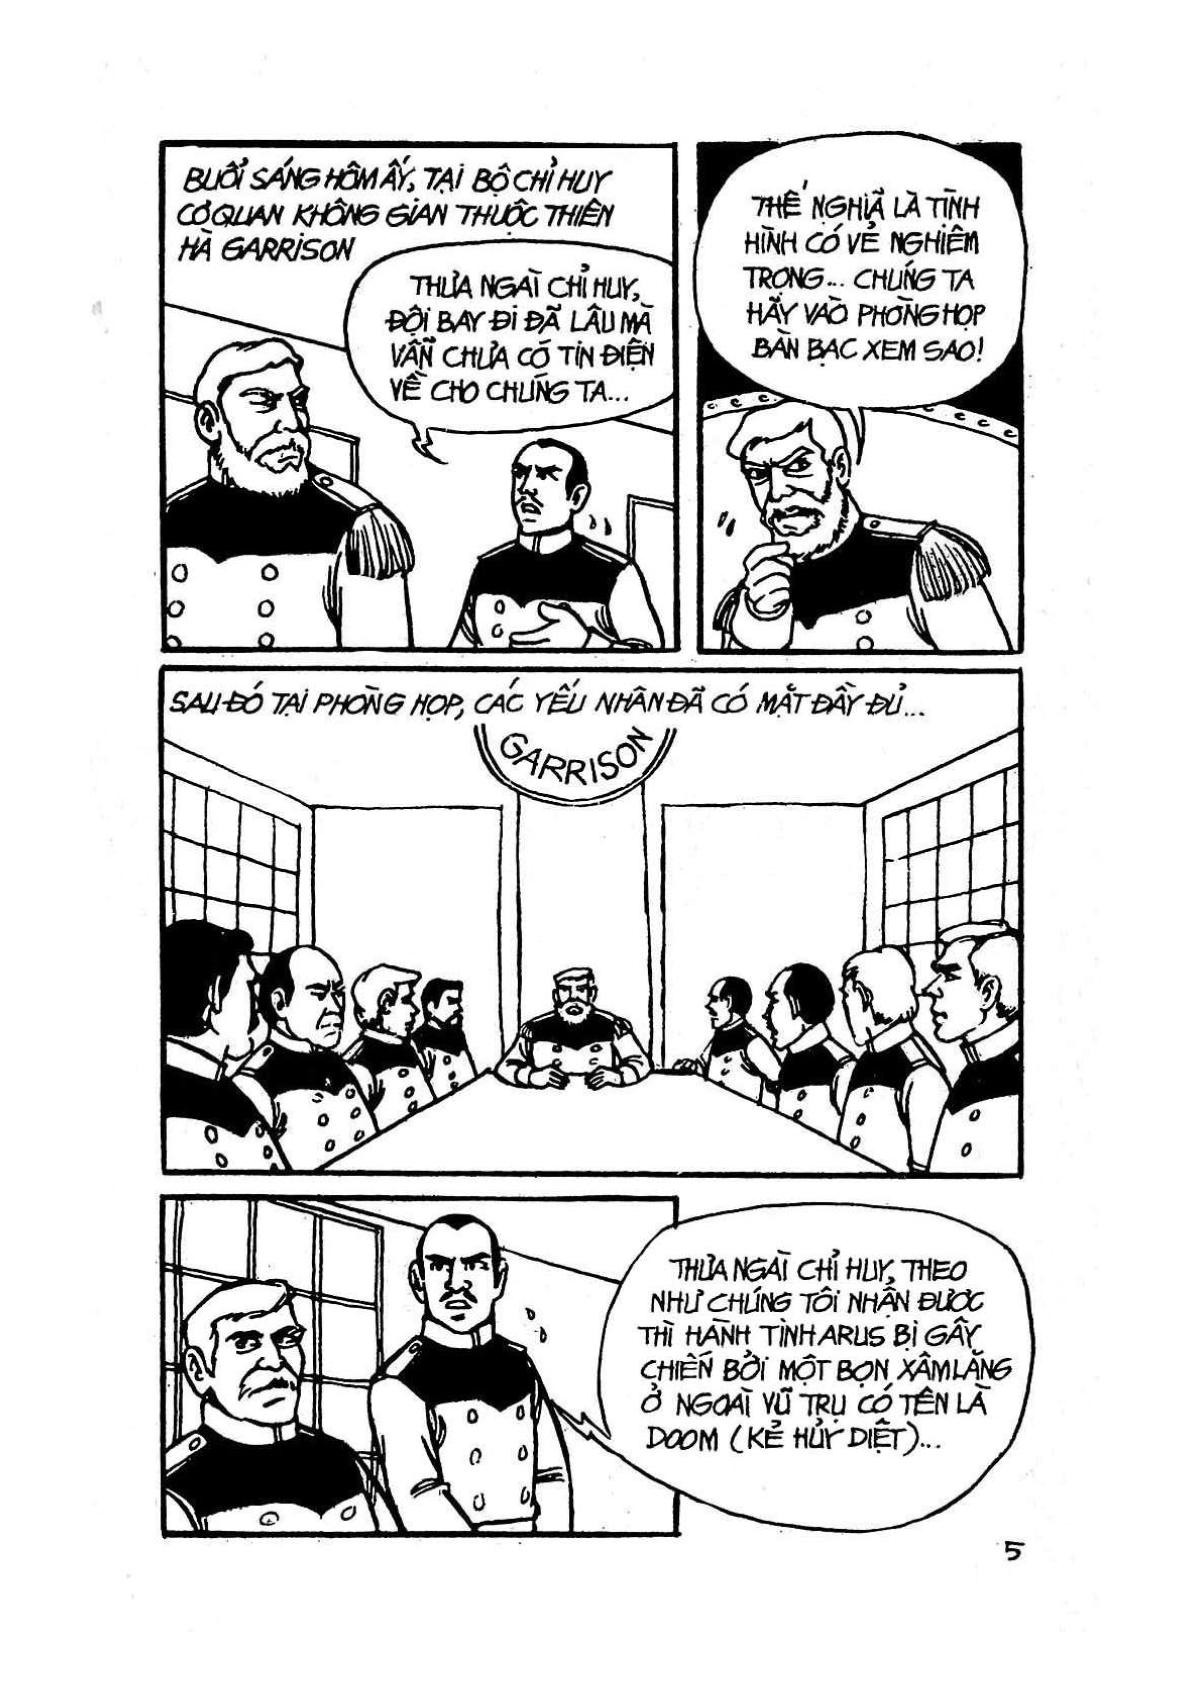 BUỔI SÁNG HÔM ẤY, TẠI BỘ CHỈ HUY
CƠ QUAN KHÔNG GIAN THUỘC THIÊN
HÀ GARRISON
THƯA NGÀI CHỈ HUY,
ĐỘI BAY ĐI ĐÃ LÂU MÀ
VẪN CHƯA CÓ TIN ĐIỆN
VỀ CHO CHÚNG TA...
THẾ NGHĨA LÀ TÌNH
HÌNH CÓ VẺ NGHIÊM
TRỌNG... CHÚNG TA
HÃY VÀO PHÒNG HỌP
BÀN BẠC XEM SAO!
SAU ĐÓ TẠI PHÒNG HỌP, CÁC YẾU NHÂN ĐÃ CÓ MẶT ĐẦY ĐỦ...
GARRISON
THƯA NGÀI CHỈ HUY, THEO
NHƯ CHÚNG TÔI NHẬN ĐƯỢC
THÌ HÀNH TINH ARUS BỊ GÂY
CHIẾN BỞI MỘT BỌN XÂM LĂNG
Ở NGOÀI VŨ TRỤ CÓ TÊN LÀ
DOOM (KẺ HỦY DIỆT)...
5